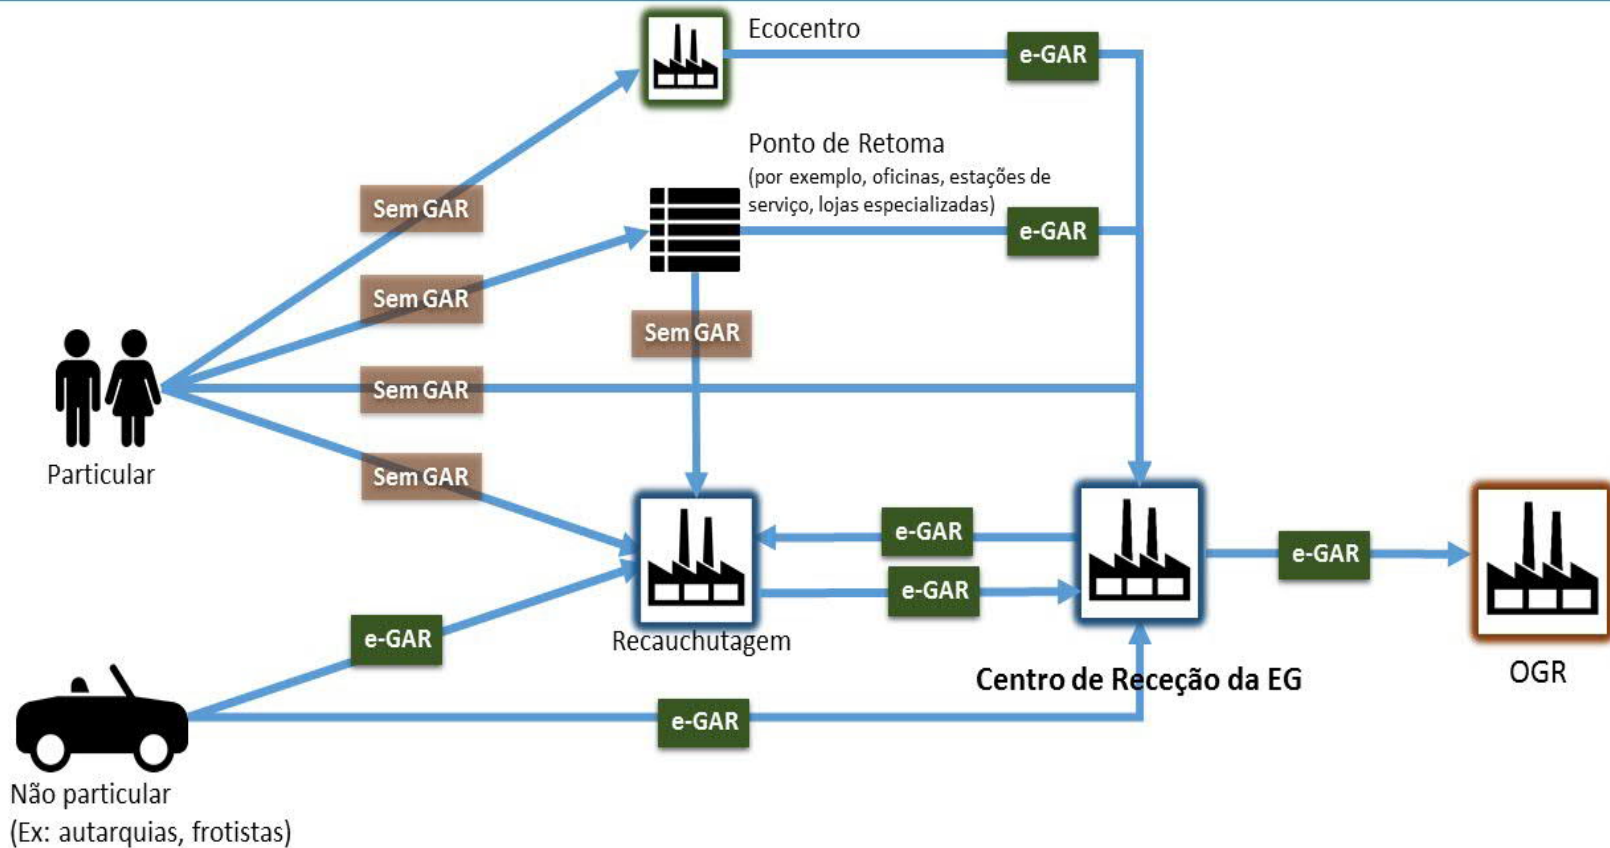 Ecocentro
e-GAR
Ponto de Retoma
(por exemplo, oficinas, estações de
serviço, lojas especializadas)
e-GAR
Sem GAR
Sem GAR
Sem GAR
Sem GAR
Sem GAR
Particular
e-GAR
e-GAR
e-GAR
Recauchutagem
Centro de Receção da EG
OGR
e-GAR
e-GAR
Não particular
(Ex: autarquias, frotistas)